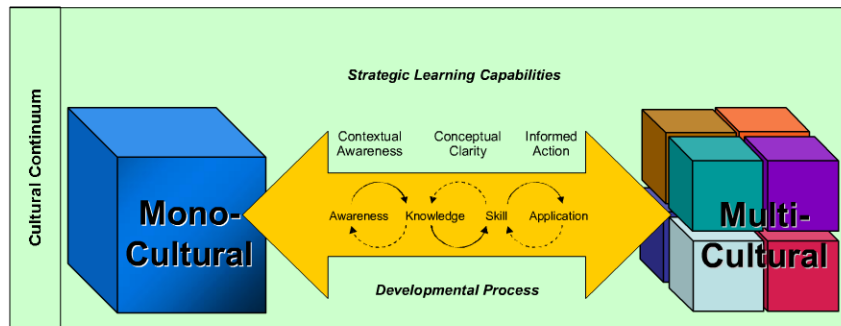 Cultural Continuum
Strategic Learning Capabilities
Contextual Conceptual Informed
Awareness Clarity Action
Mono-
Cultural
Awareness Knowledge Skill Application
Multi-
Cultural
Developmental Process